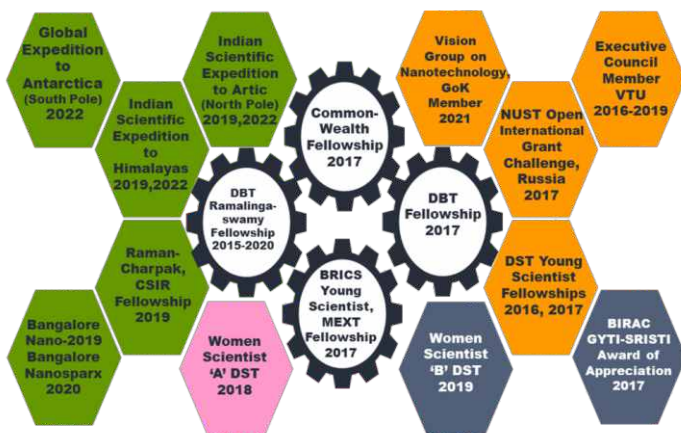 Global
Expedition
to
Antarctica
(South Pole)
2022
Indian
Scientific
Expedition
to Artic
(North Pole)
2019,2022
Indian
Scientific
Expedition
to
Himalayas
2019,2022
Common-
Wealth
Fellowship
2017
Vision
Group on
Nanotechnology,
GoK
Member
2021
Executive
Council
Member
VTU
2016-2019
NUST Open
International
Grant
Challenge,
Russia
2017
DBT
Ramalinga-
swamy
Fellowship
2015-2020
DBT
Fellowship
2017
Raman-
Charpak,
CSIR
Fellowship
2019
BRICS
Young
Scientist,
MEXT
Fellowship
2017
DST Young
Scientist
Fellowships
2016, 2017
Bangalore
Nano-2019
Bangalore
Nanosparx
2020
Women
Scientist
‘A’ DST
2018
Women
Scientist
‘B’ DST
2019
BIRAC
GYTI-SRISTI
Award of
Appreciation
2017